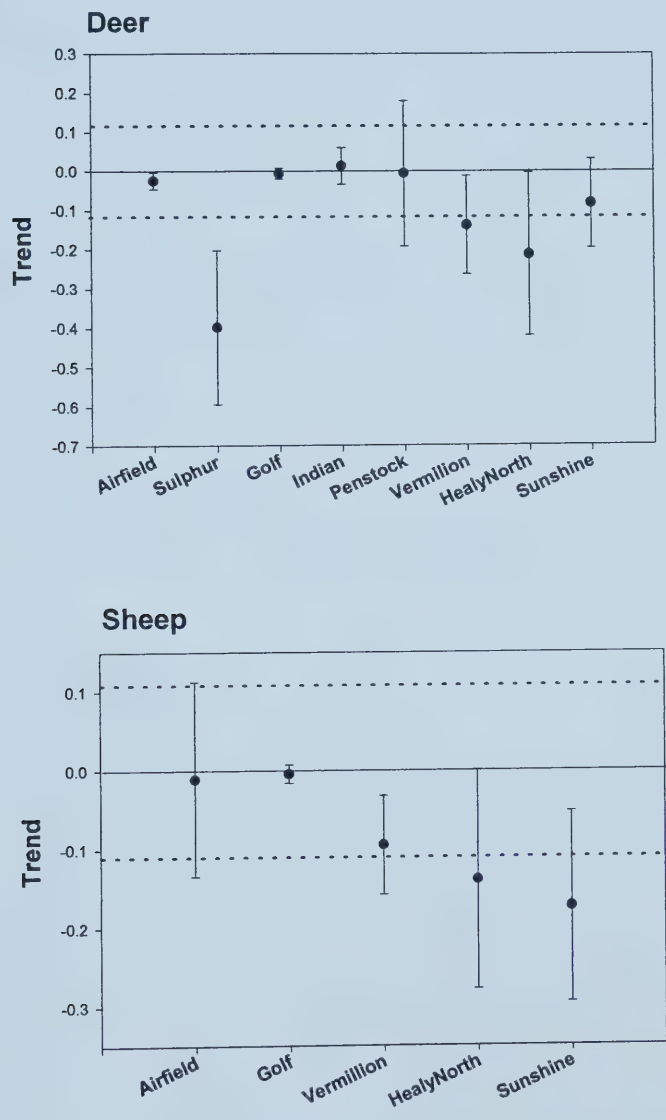 Deer
0.3
0.2
0.1
0.0
-0.1
-0.2
-0.3
-0.4
-0.5
-0.6
-0.7
Trend
Airfield Sulphur Golf Indian Penstock Vermilion HealyNorth Sunshine
Sheep
0.1
0.0
-0.1
-0.2
-0.3
Trend
Airfield Golf Vermillion HealyNorth Sunshine